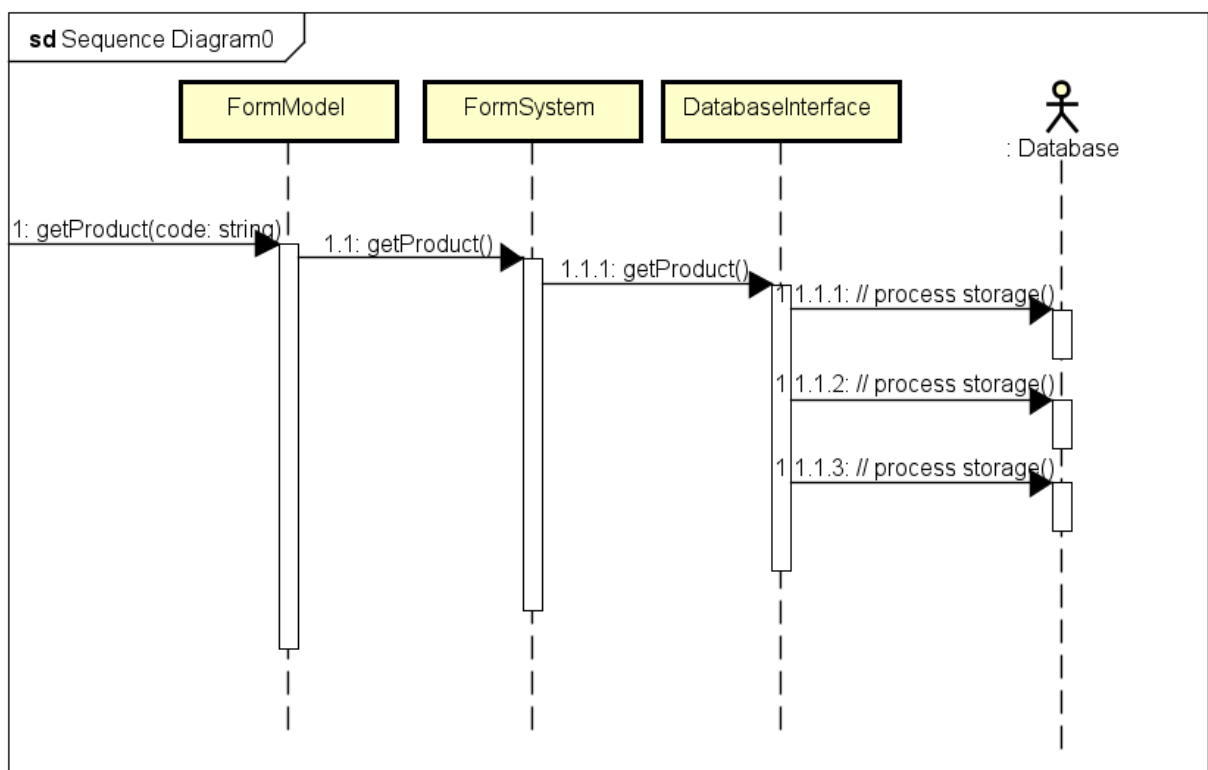 sd Sequence Diagram0
FormModel
FormSystem
DatabaseInterface
: Database
1: getProduct(code: string)
1.1: getProduct()
1.1.1: getProduct()
1.1.1.1: // process storage()
1.1.1.2: // process storage()
1.1.1.3: // process storage()